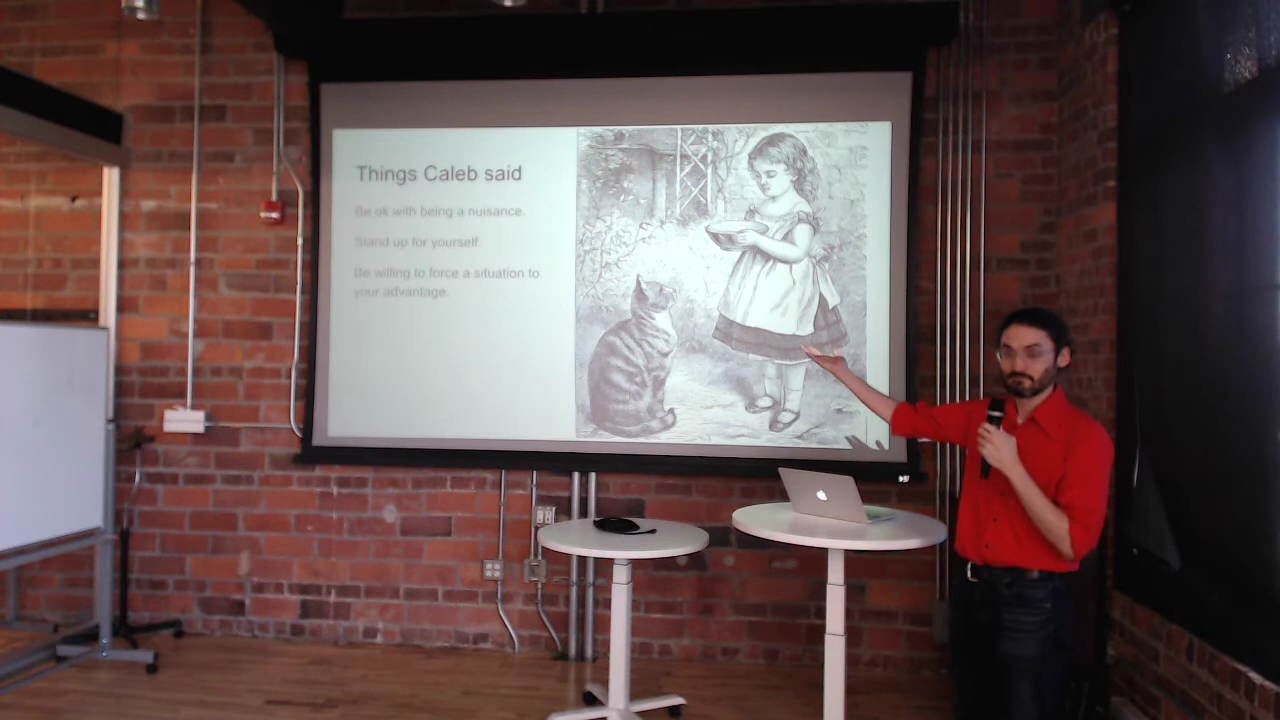 Things Caleb said
Be ok with being a nuisance.
Stand up for yourself.
Be willing to force a situation to
your advantage.